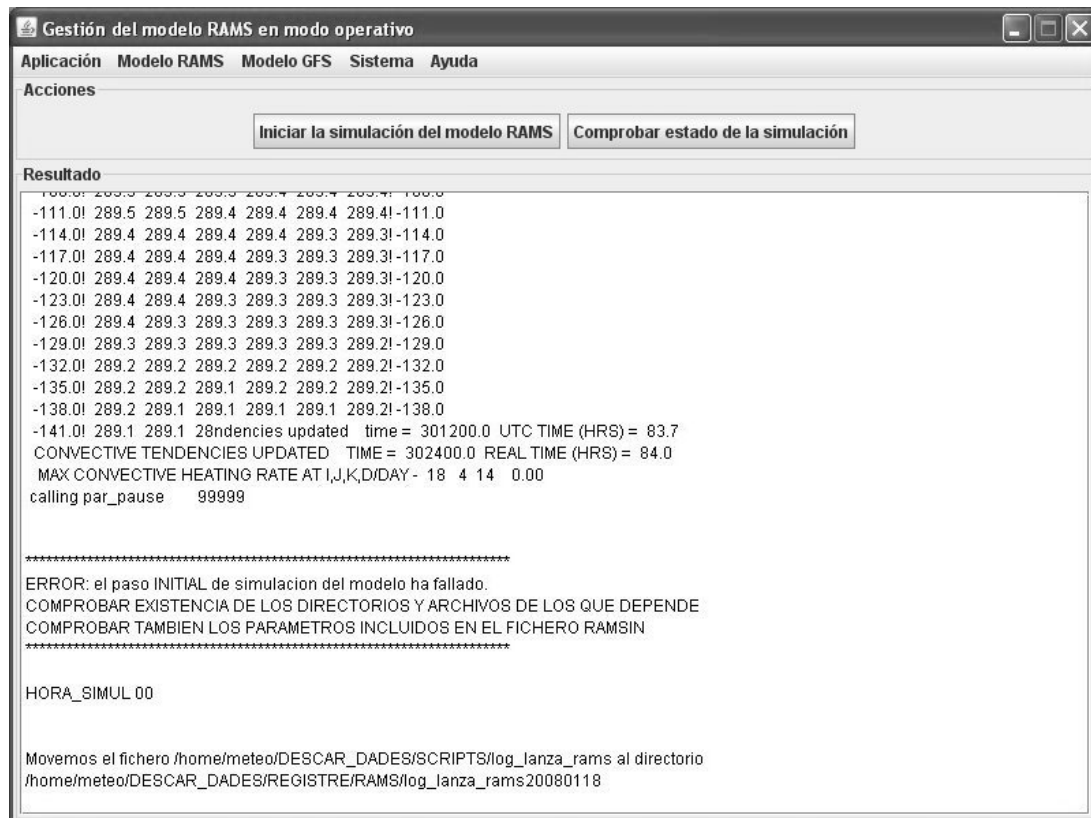 Gestión del modelo RAMS en modo operativo
Aplicación Modelo RAMS Modelo GFS Sistema Ayuda
Acciones
Iniciar la simulación del modelo RAMS Comprobar estado de la simulación
Resultado
-111.0! 289.5 289.5 289.4 289.4 289.4 289.4!-111.0
-114.0! 289.4 289.4 289.4 289.4 289.3 289.3!-114.0
-117.0! 289.4 289.4 289.4 289.3 289.3 289.3!-117.0
-120.0! 289.4 289.4 289.4 289.3 289.3 289.3!-120.0
-123.0! 289.4 289.4 289.3 289.3 289.3 289.3!-123.0
-126.0! 289.4 289.3 289.3 289.3 289.3 289.3!-126.0
-129.0! 289.3 289.3 289.3 289.3 289.3 289.2!-129.0
-132.0! 289.2 289.2 289.2 289.2 289.2 289.2!-132.0
-135.0! 289.2 289.2 289.1 289.2 289.2 289.2!-135.0
-138.0! 289.2 289.1 289.1 289.1 289.1 289.2!-138.0
-141.0! 289.1 289.1 28ndencies updated time = 301200.0 UTC TIME (HRS) = 83.7
CONVECTIVE TENDENCIES UPDATED TIME = 302400.0 REAL TIME (HRS) = 84.0
MAX CONVECTIVE HEATING RATE AT I,J,K,D/DAY - 18 4 14 0.00
calling par_pause 99999
**********************************************************************
ERROR: el paso INITIAL de simulacion del modelo ha fallado.
COMPROBAR EXISTENCIA DE LOS DIRECTORIOS Y ARCHIVOS DE LOS QUE DEPENDE
COMPROBAR TAMBIEN LOS PARAMETROS INCLUIDOS EN EL FICHERO RAMSIN
**********************************************************************
HORA_SIMUL 00
Movemos el fichero /home/meteo/DESCAR_DADES/SCRIPTS/log_lanza_rams al directorio
/home/meteo/DESCAR_DADES/REGISTRE/RAMS/log_lanza_rams20080118